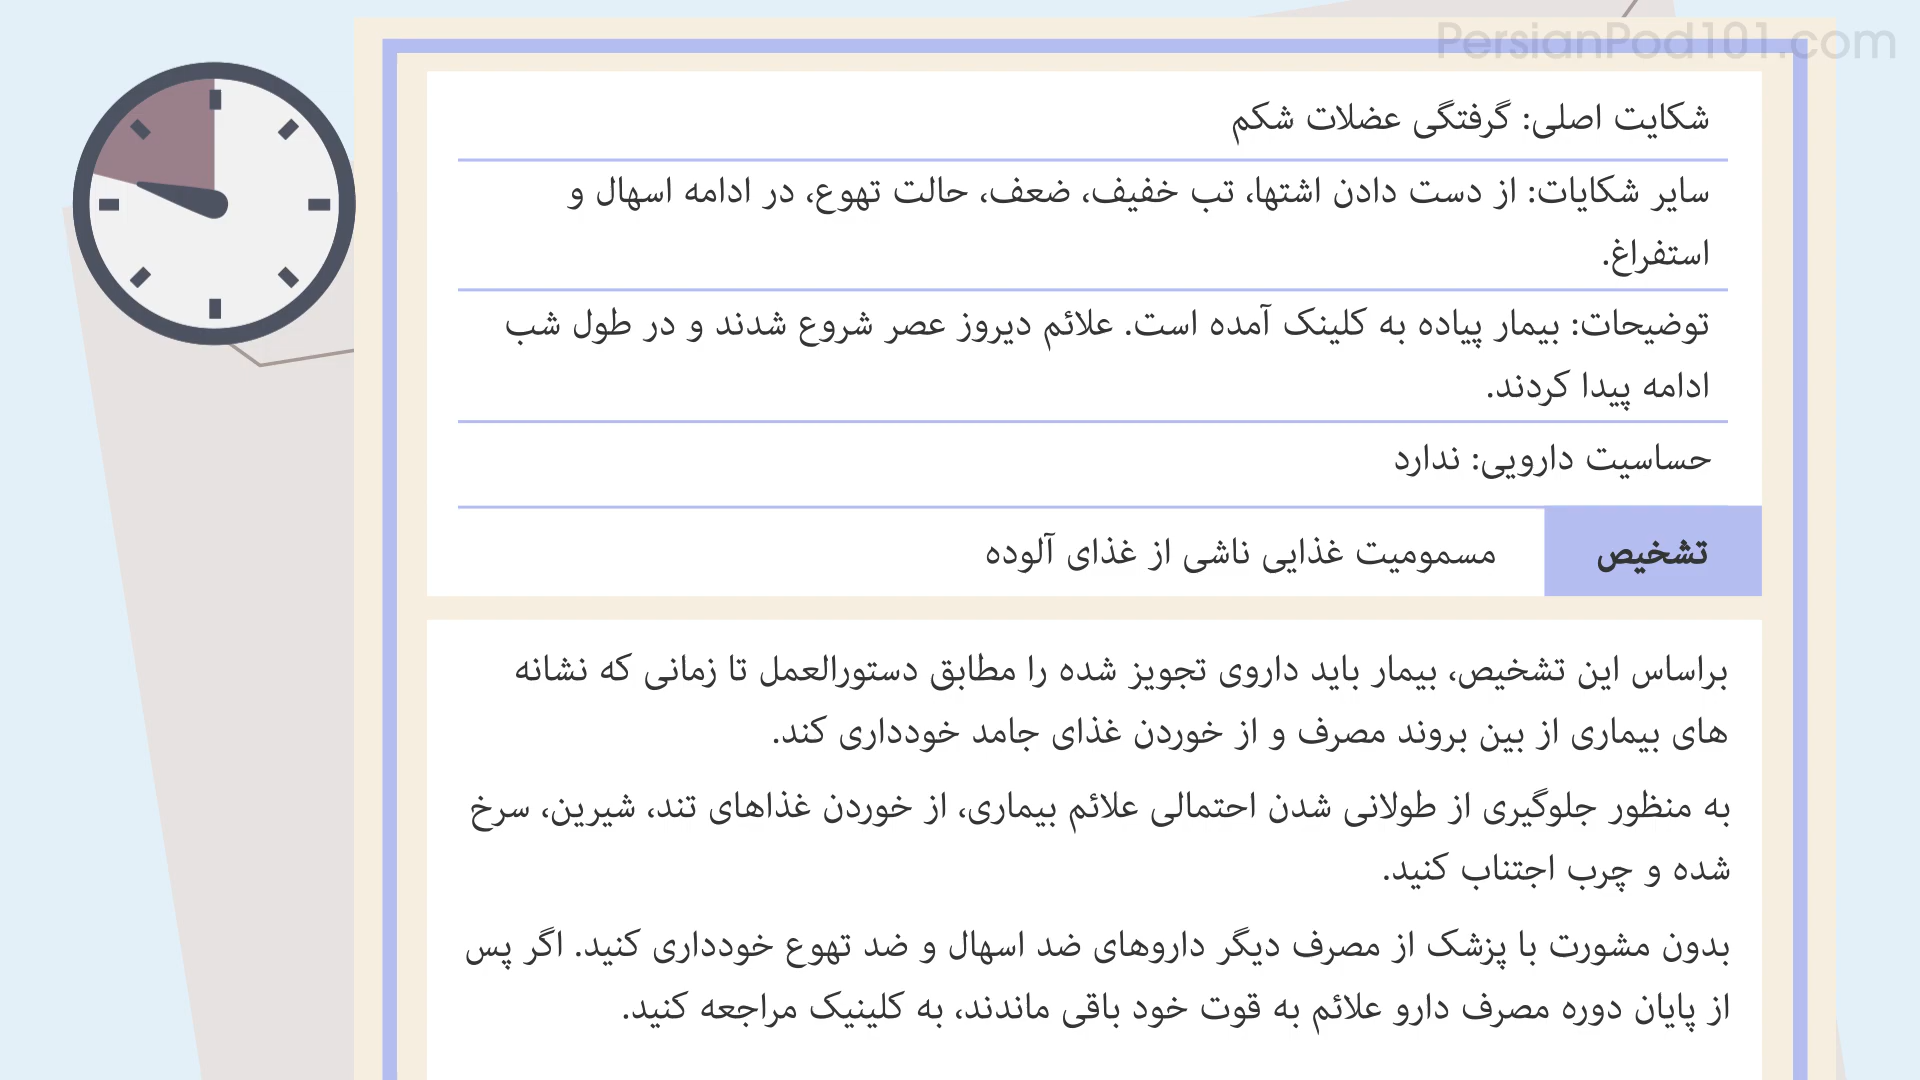 PersianPod101.com
شکایت اصلی: گرفتگی عضلات شکم
سایر شکایات: از دست دادن اشتها، تب خفیف، ضعف، حالت تهوع، در ادامه اسهال و
استفراغ.
توضیحات: بیمار پیاده به کلینک آمده است. علائم دیروز عصر شروع شدند و در طول شب
ادامه پیدا کردند.
حساسیت دارویی: ندارد
تشخیص
مسمومیت غذایی ناشی از غذای آلوده
براساس این تشخیص، بیمار باید داروی تجویز شده را مطابق دستورالعمل تا زمانی که نشانه
های بیماری از بین بروند مصرف و از خوردن غذای جامد خودداری کند.
به منظور جلوگیری از طولانی شدن احتمالی علائم بیماری، از خوردن غذاهای تند، شیرین، سرخ
شده و چرب اجتناب کنید.
بدون مشورت با پزشک از مصرف دیگر داروهای ضد اسهال و ضد تهوع خودداری کنید. اگر پس
از پایان دوره مصرف دارو علائم به قوت خود باقی ماندند، به کلینیک مراجعه کنید.